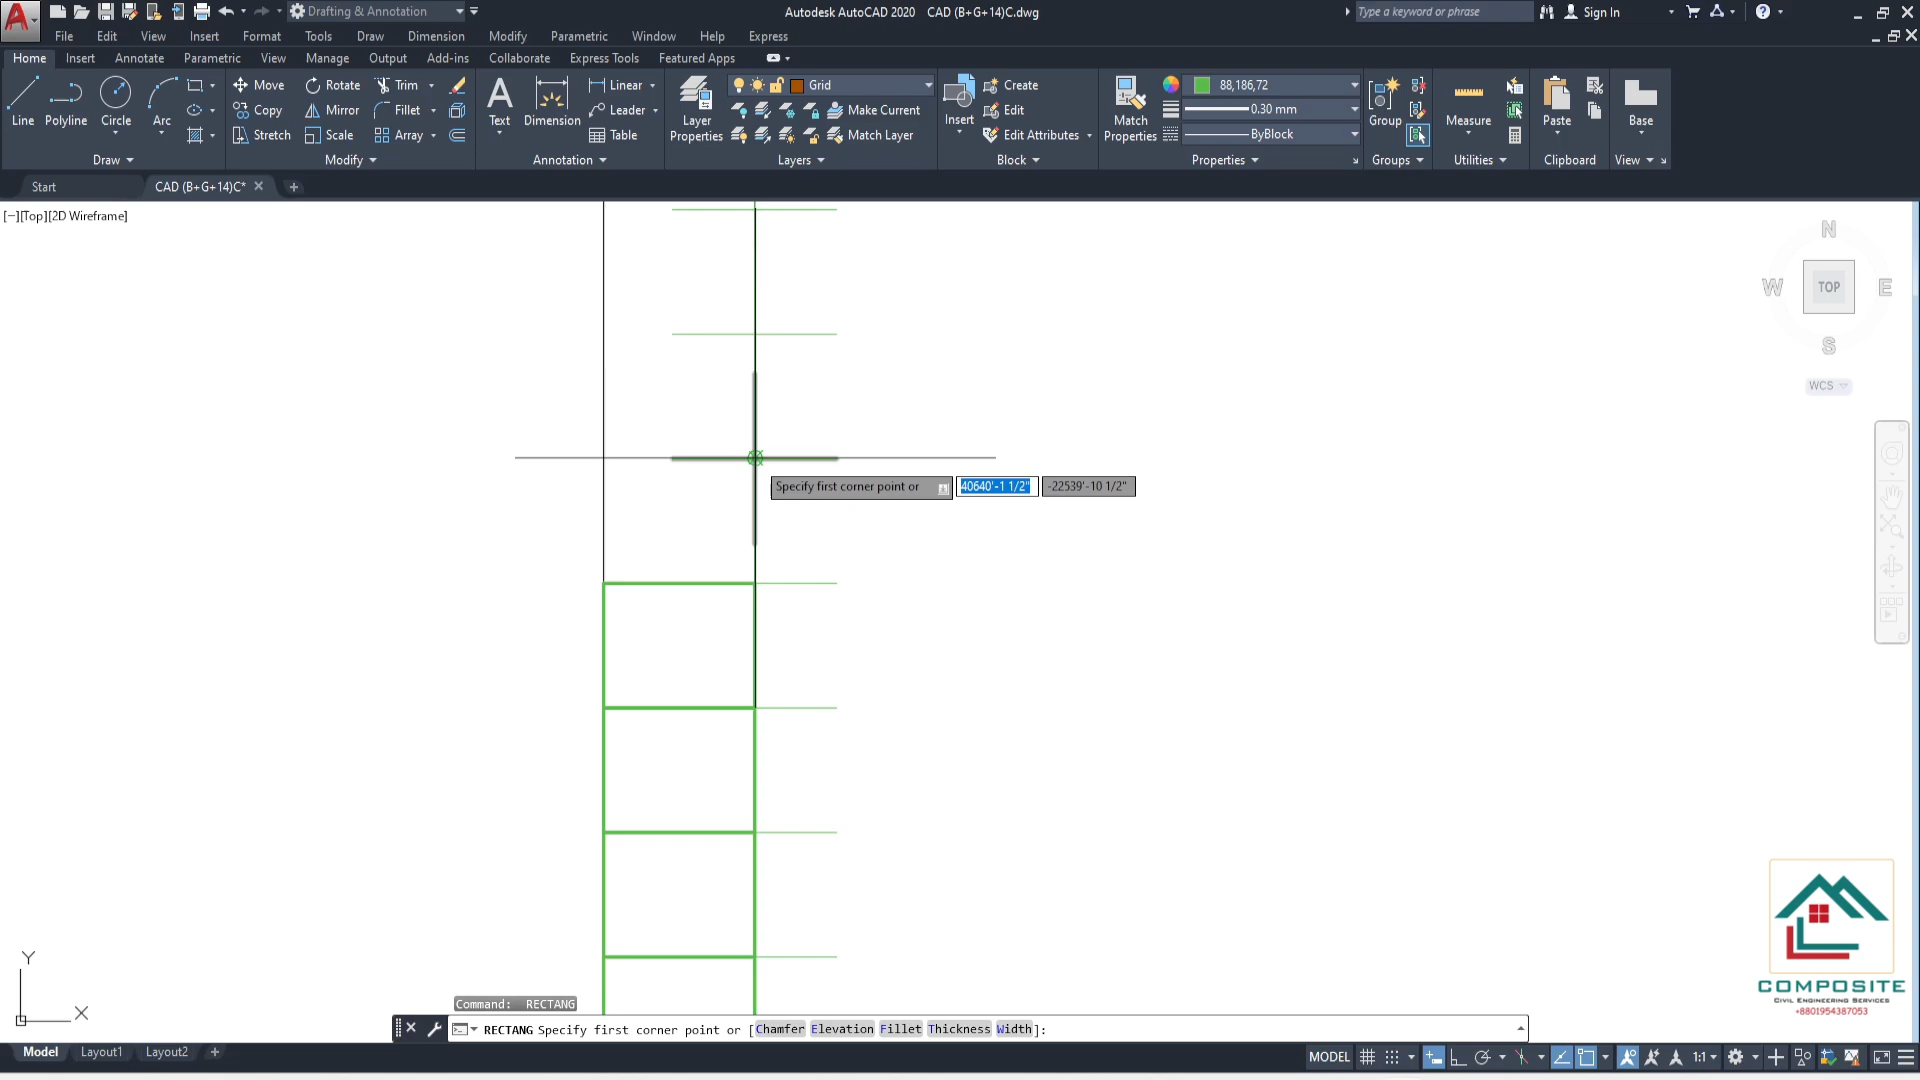 Drafting & Annotation
Autodesk AutoCAD 2020 CAD (B+G+14)C.dwg
Type a keyword or phrase
Sign In
File Edit View Insert Format Tools Draw Dimension Modify Parametric Window Help Express
Home Insert Annotate Parametric View Manage Output Add-ins Collaborate Express Tools Featured Apps
Line Polyline Circle Arc
Draw
Move Rotate Trim
Copy Mirror Fillet
Stretch Scale Array
Modify
Text Dimension
Linear
Leader
Table
Annotation
Layer Properties
Grid
Make Current
Match Layer
Layers
Insert
Create
Edit
Edit Attributes
Block
Match Properties
88,186,72
0.30 mm
ByBlock
Properties
Group
Groups
Measure
Utilities
Paste
Clipboard
Base
View
Start
CAD (B+G+14)C*
[−][Top][2D Wireframe]
N
W TOP E
S
WCS
Specify first corner point or 40640'-1 1/2" -22539'-10 1/2"
Y
X
COMPOSITE
CIVIL ENGINEERING SERVICES
+8801954387053
Command: RECTANG
RECTANG Specify first corner point or [Chamfer Elevation Fillet Thickness Width]:
Model Layout1 Layout2
MODEL
1:1